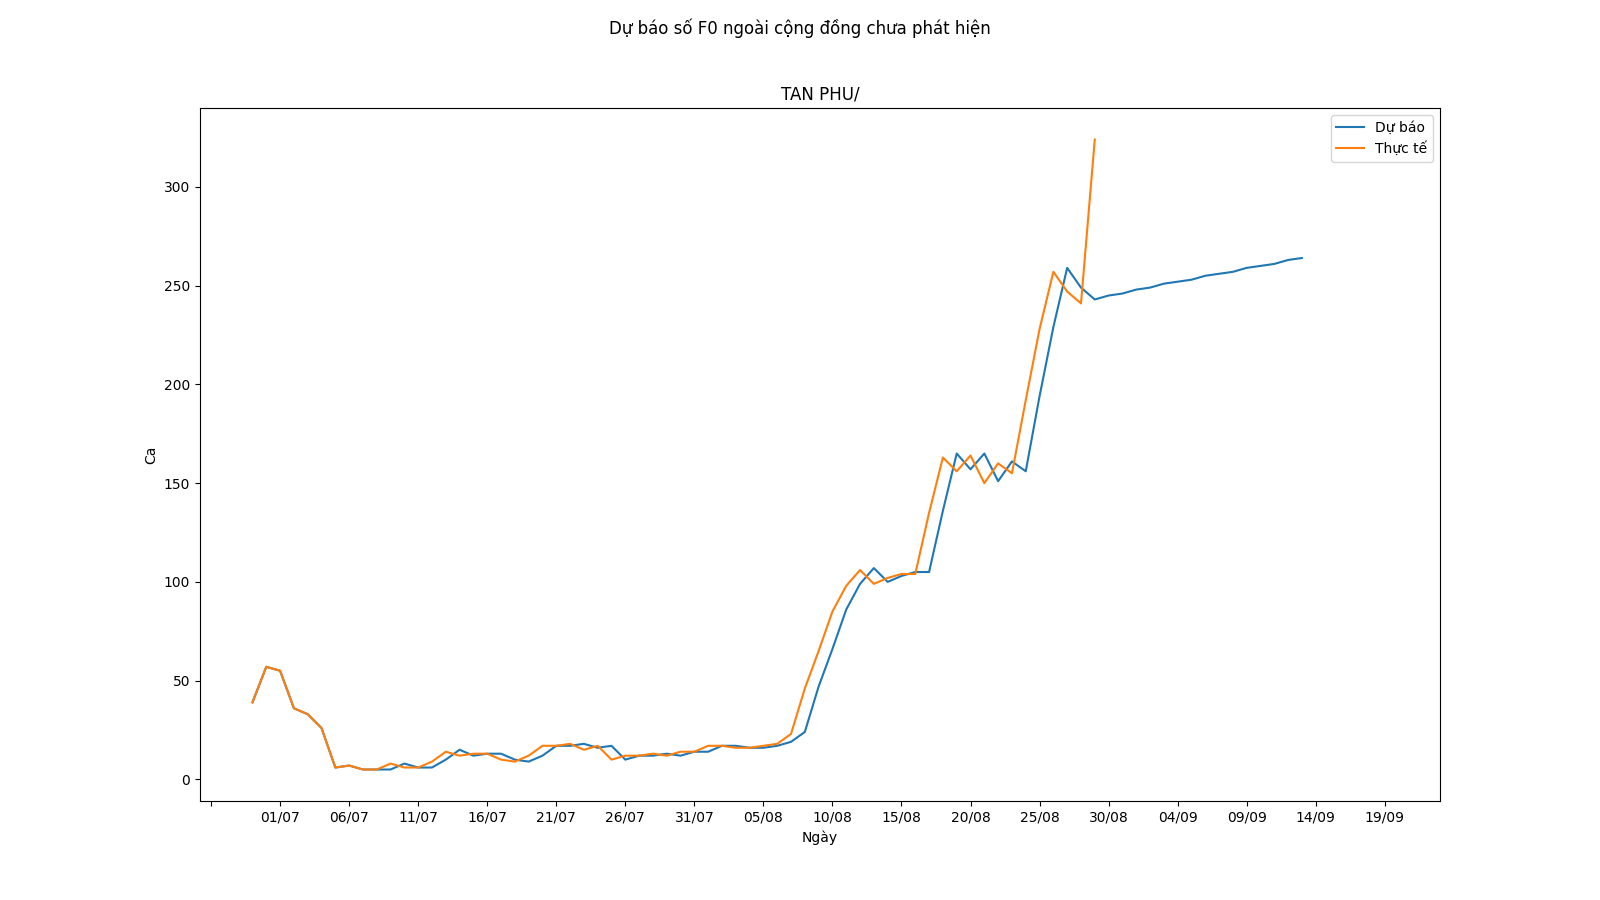 Dự báo số F0 ngoài cộng đồng chưa phát hiện
TAN PHU/
Dự báo
Thực tế
Ca
300
250
200
150
100
50
0
01/07 06/07 11/07 16/07 21/07 26/07 31/07 05/08 10/08 15/08 20/08 25/08 30/08 04/09 09/09 14/09 19/09
Ngày